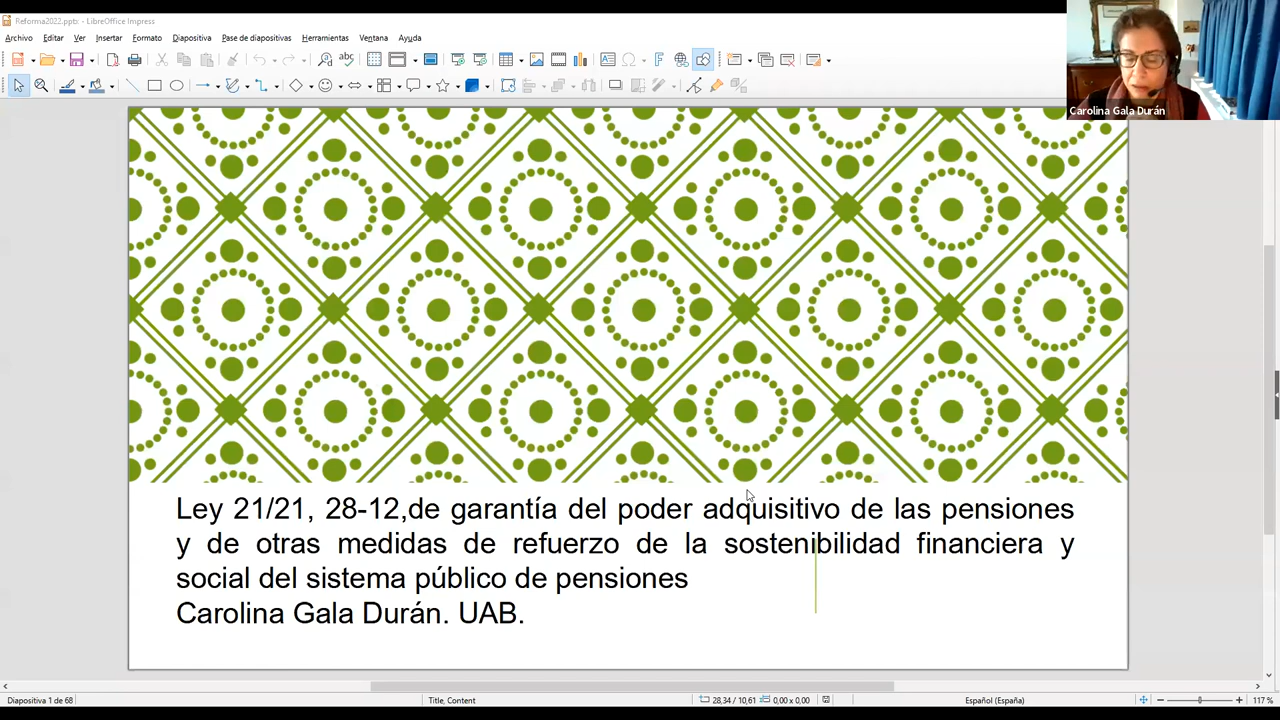 Reforma2022.pptx - LibreOffice Impress
Archivo Editar Ver Insertar Formato Diapositiva Pase de diapositivas Herramientas Ventana Ayuda
Carolina Gala Durán
Ley 21/21, 28-12,de garantía del poder adquisitivo de las pensiones
y de otras medidas de refuerzo de la sostenibilidad financiera y
social del sistema público de pensiones
Carolina Gala Durán. UAB.
Diapositiva 1 de 68 Title, Content 28,34 / 10,61 0,00 x 0,00 Español (España) 117 %